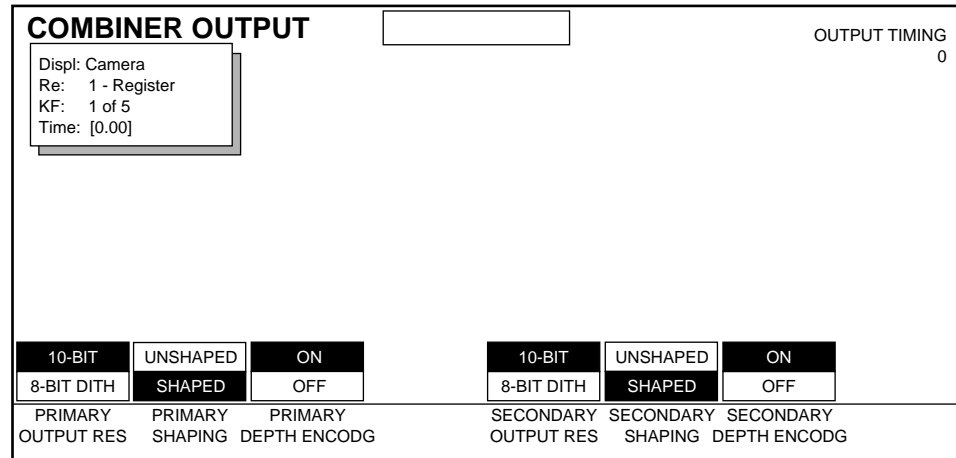 COMBINER OUTPUT
OUTPUT TIMING
0
Displ: Camera
Re: 1 - Register
KF: 1 of 5
Time: [0.00]
10-BIT UNSHAPED ON 10-BIT UNSHAPED ON
8-BIT DITH SHAPED OFF 8-BIT DITH SHAPED OFF
PRIMARY PRIMARY PRIMARY SECONDARY SECONDARY SECONDARY
OUTPUT RES SHAPING DEPTH ENCODG OUTPUT RES SHAPING DEPTH ENCODG